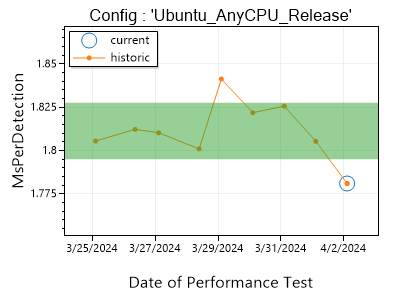 Config : 'Ubuntu_AnyCPU_Release'
current
historic
1.85
1.825
1.8
1.775
MsPerDetection
3/25/2024 3/27/2024 3/29/2024 3/31/2024 4/2/2024
Date of Performance Test